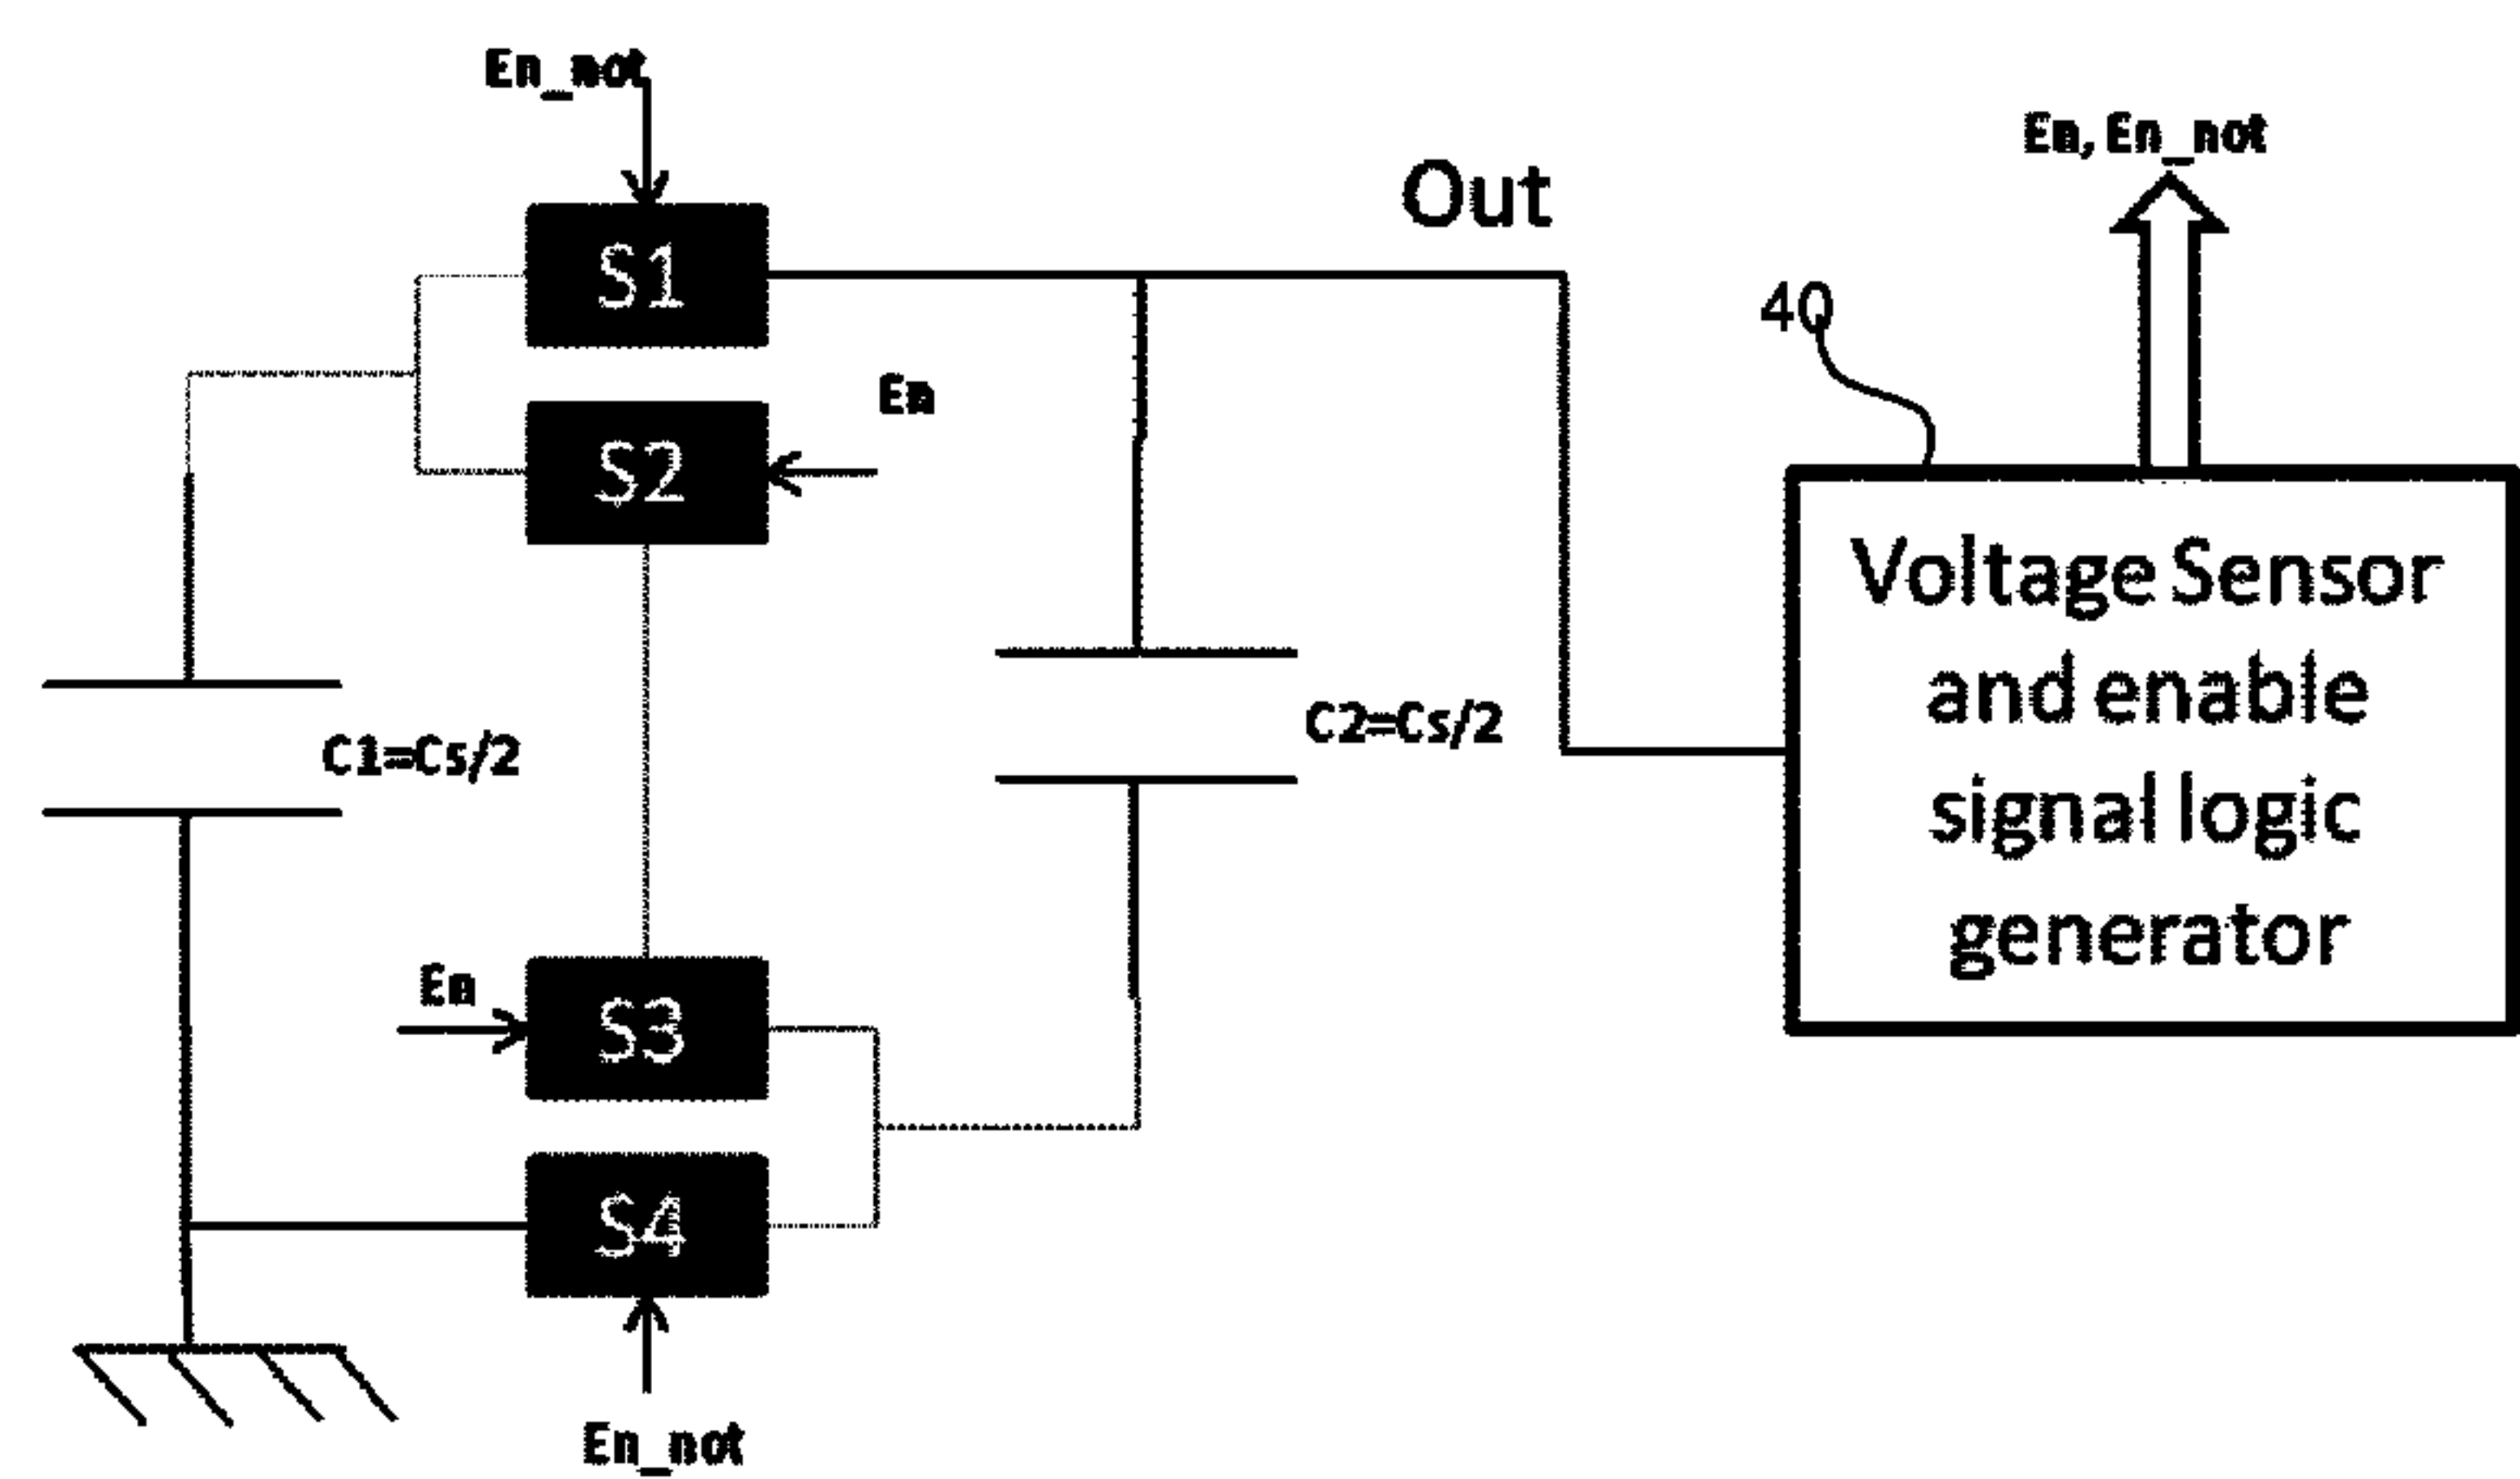 En_not
En, En_not
Out
S1
40
En
S2
Voltage Sensor
and enable
signal logic
generator
C2=Cs/2
C1=Cs/2
En
S3
S4
En_not